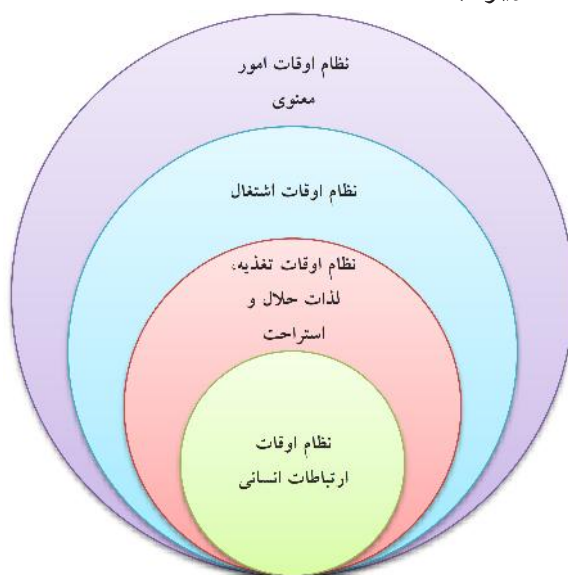 نظام اوقات امور
معنوی
نظام اوقات اشتغال
نظام اوقات تغذیه،
لذات حلال و
استراحت
نظام اوقات
ارتباطات انسانی